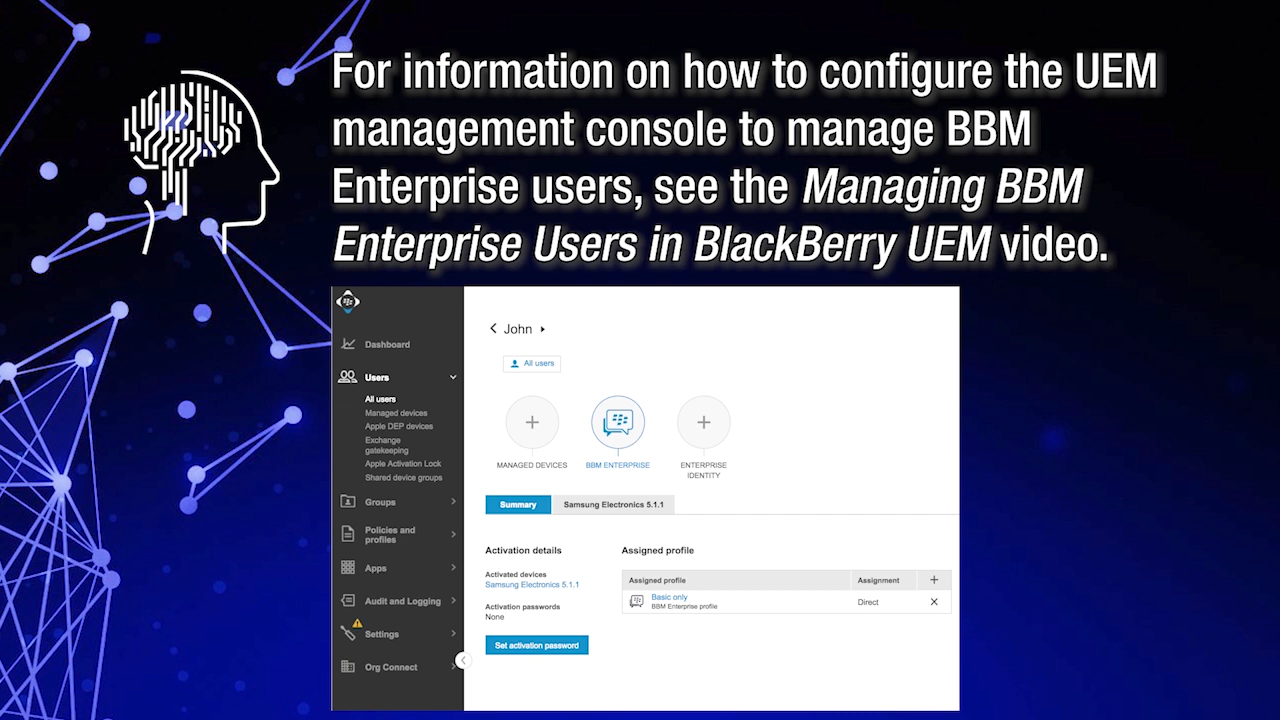 For information on how to configure the UEM
management console to manage BBM
Enterprise users, see the Managing BBM
Enterprise Users in BlackBerry UEM video.
John
All users
Dashboard
Users
All users
Managed devices
Apple DEP devices
Exchange
gatekeeping
Apple Activation Lock
Shared device groups
Groups
Policies and
profiles
Apps
Audit and Logging
Settings
Org Connect
MANAGED DEVICES
BBM ENTERPRISE
ENTERPRISE
IDENTITY
Summary
Samsung Electronics 5.1.1
Activation details
Activated devices
Samsung Electronics 5.1.1
Activation passwords
None
Set activation password
Assigned profile
Assigned profile Assignment +
Basic only
BBM Enterprise profile
Direct